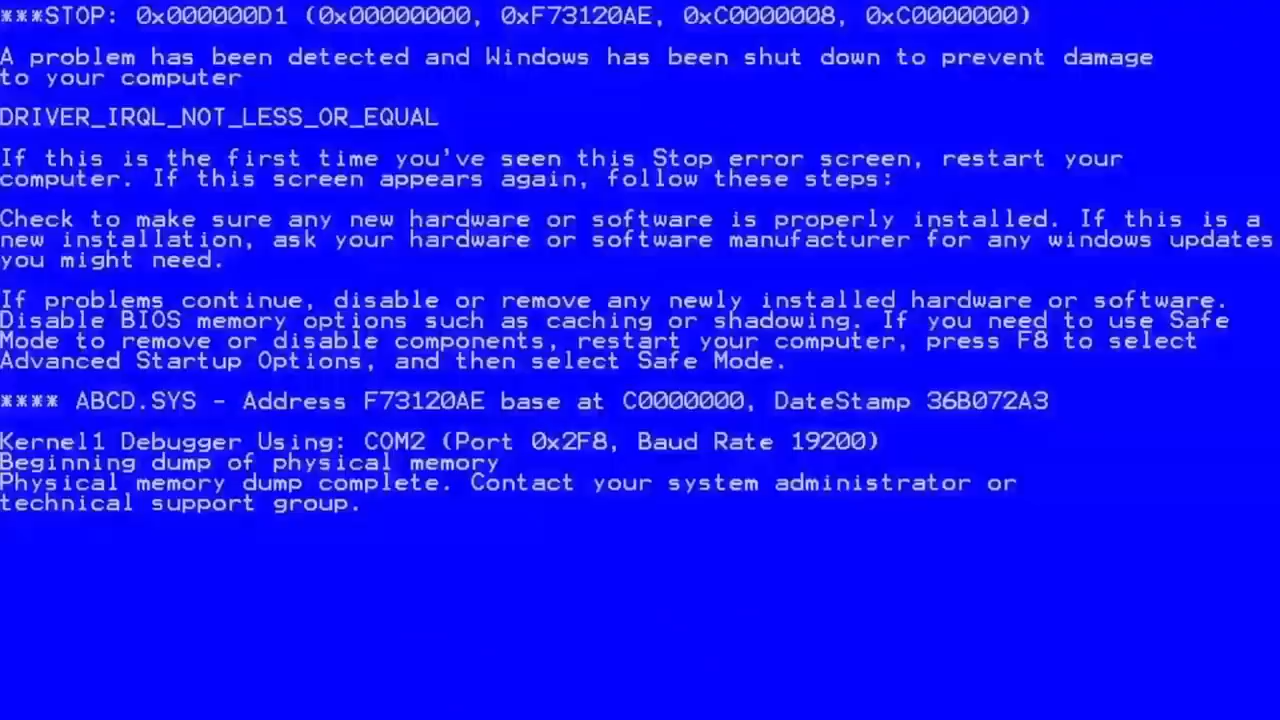 ***STOP: 0x000000D1 (0x00000000, 0xF73120AE, 0xC0000008, 0xC0000000)
A problem has been detected and Windows has been shut down to prevent damage
to your computer
DRIVER_IRQL_NOT_LESS_OR_EQUAL
If this is the first time you've seen this Stop error screen, restart your
computer. If this screen appears again, follow these steps:
Check to make sure any new hardware or software is properly installed. If this is a
new installation, ask your hardware or software manufacturer for any windows updates
you might need.
If problems continue, disable or remove any newly installed hardware or software.
Disable BIOS memory options such as caching or shadowing. If you need to use Safe
Mode to remove or disable components, restart your computer, press F8 to select
Advanced Startup Options, and then select Safe Mode.
**** ABCD.SYS - Address F73120AE base at C0000000, DateStamp 36B072A3
Kernel1 Debugger Using: COM2 (Port 0x2F8, Baud Rate 19200)
Beginning dump of physical memory
Physical memory dump complete. Contact your system administrator or
technical support group.